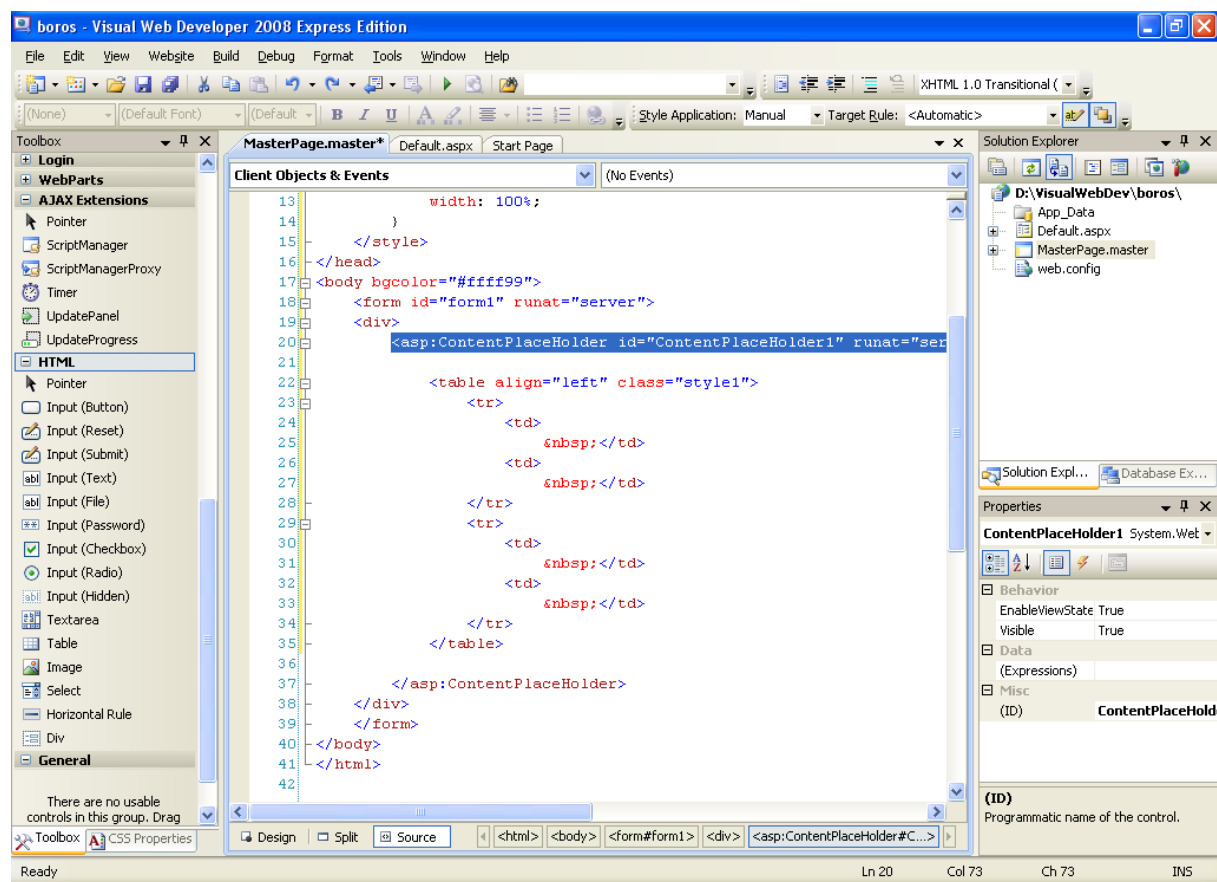 boros - Visual Web Developer 2008 Express Edition
File Edit View Website Build Debug Format Tools Window Help
XHTML 1.0 Transitional (
(None) (Default Font) (Default B I U A Style Application: Manual Target Rule: <Automatic>
Toolbox
Login
WebParts
AJAX Extensions
Pointer
ScriptManager
ScriptManagerProxy
Timer
UpdatePanel
UpdateProgress
HTML
Pointer
Input (Button)
Input (Reset)
Input (Submit)
Input (Text)
Input (File)
Input (Password)
Input (Checkbox)
Input (Radio)
Input (Hidden)
Textarea
Table
Image
Select
Horizontal Rule
Div
General
There are no usable
controls in this group. Drag
Toolbox CSS Properties
MasterPage.master* Default.aspx Start Page
Client Objects & Events (No Events)
13 width: 100%;
14 }
15 </style>
16 </head>
17 <body bgcolor="#ffff99">
18 <form id="form1" runat="server">
19 <div>
20 <asp:ContentPlaceHolder id="ContentPlaceHolder1" runat="ser
21
22 <table align="left" class="style1">
23 <tr>
24 <td>
25 &nbsp;</td>
26 <td>
27 &nbsp;</td>
28 </tr>
29 <tr>
30 <td>
31 &nbsp;</td>
32 <td>
33 &nbsp;</td>
34 </tr>
35 </table>
36
37 </asp:ContentPlaceHolder>
38 </div>
39 </form>
40 </body>
41 </html>
42
Design Split Source <html> <body> <form#form1> <div> <asp:ContentPlaceHolder#C...>
Solution Explorer
D:\VisualWebDev\boros\
App_Data
Default.aspx
MasterPage.master
web.config
Solution Expl... Database Ex...
Properties
ContentPlaceHolder1 System.Wet
Behavior
EnableViewState True
Visible True
Data
(Expressions)
Misc
(ID) ContentPlaceHold
(ID)
Programmatic name of the control.
Ready Ln 20 Col 73 Ch 73 INS